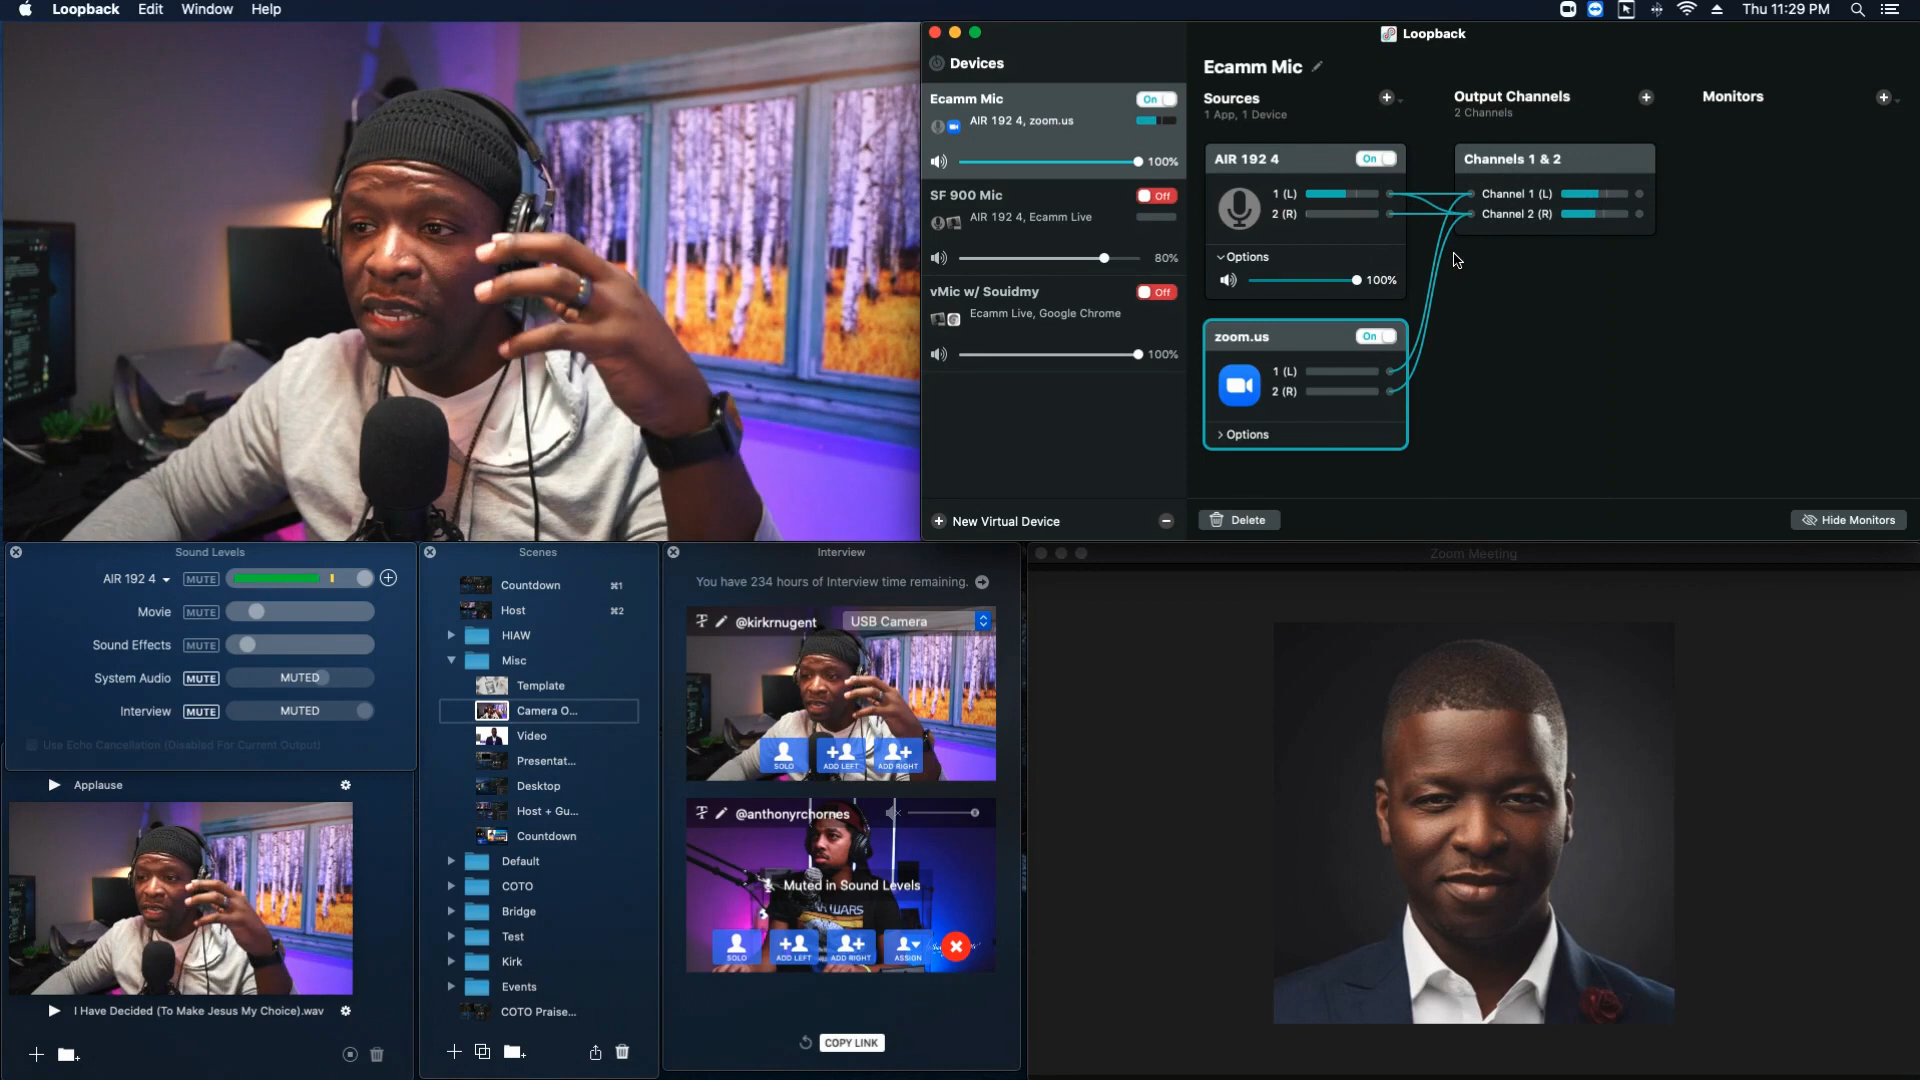 Loopback Edit Window Help
Thu 11:29 PM
Loopback
Devices
Ecamm Mic
On
AIR 192 4, zoom.us
100%
SF 900 Mic
Off
AIR 192 4, Ecamm Live
80%
vMic w/ Souidmy
Off
Ecamm Live, Google Chrome
100%
New Virtual Device
Ecamm Mic
Sources
1 App, 1 Device
Output Channels
2 Channels
Monitors
AIR 192 4
On
1 (L)
2 (R)
Options
100%
Channels 1 & 2
Channel 1 (L)
Channel 2 (R)
zoom.us
On
1 (L)
2 (R)
Options
Delete
Hide Monitors
Sound Levels
AIR 192 4 MUTE
Movie MUTE
Sound Effects MUTE
System Audio MUTE MUTED
Interview MUTE MUTED
Use Echo Cancellation (Disabled For Current Output)
Applause
I Have Decided (To Make Jesus My Choice).wav
Scenes
Countdown ⌘1
Host ⌘2
HIAW
Misc
Template
Camera O...
Video
Presentat...
Desktop
Host + Gu...
Countdown
Default
COTO
Bridge
Test
Kirk
Events
COTO Praise...
Interview
You have 234 hours of Interview time remaining.
@kirkrnugent USB Camera
SOLO ADD LEFT ADD RIGHT
@anthonyrchornes
Muted in Sound Levels
WARS
SOLO ADD LEFT ADD RIGHT ASSIGN
COPY LINK
Zoom Meeting